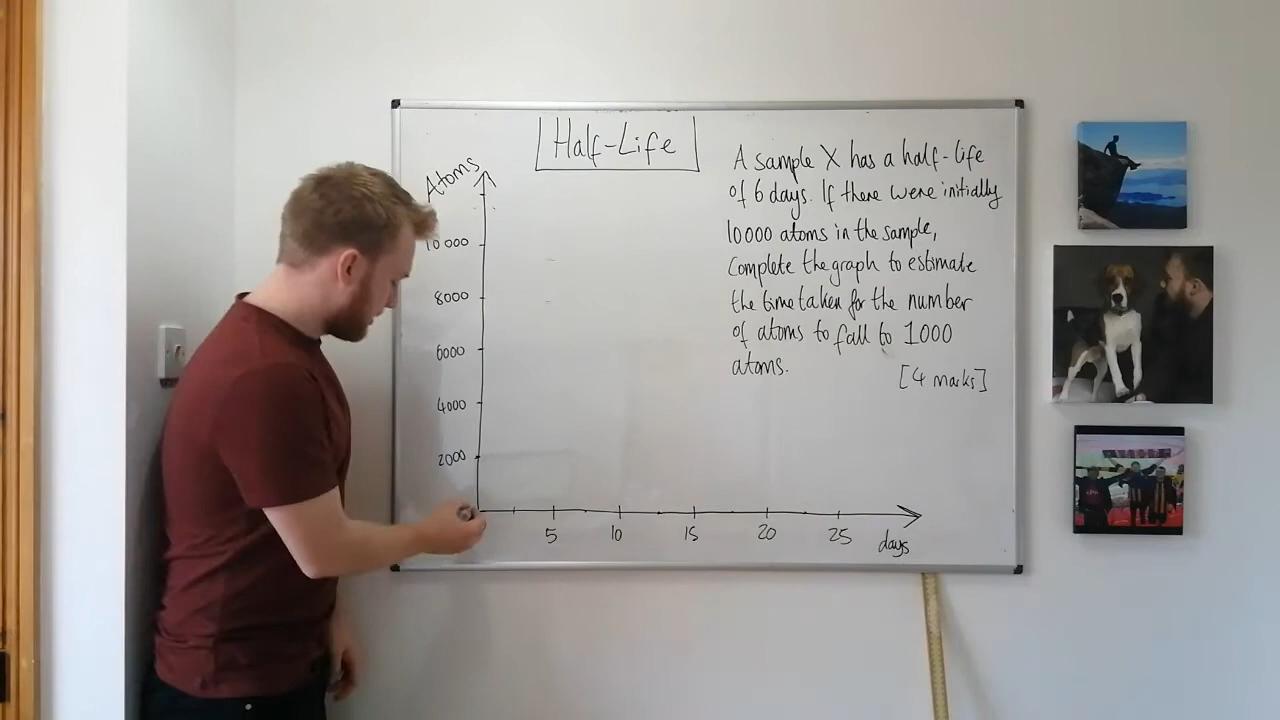 Half-Life
Atoms
10 000
8000
6000
4000
2000
5 10 15 20 25 days
A sample X has a half-life
of 6 days. If there were initially
10000 atoms in the sample,
Complete the graph to estimate
the time taken for the number
of atoms to fall to 1000
atoms.
[4 marks]